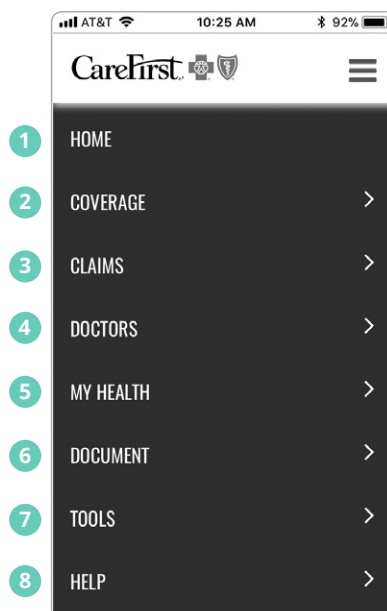 AT&T 10:25 AM 92%
CareFirst
1 HOME
2 COVERAGE
3 CLAIMS
4 DOCTORS
5 MY HEALTH
6 DOCUMENT
7 TOOLS
8 HELP